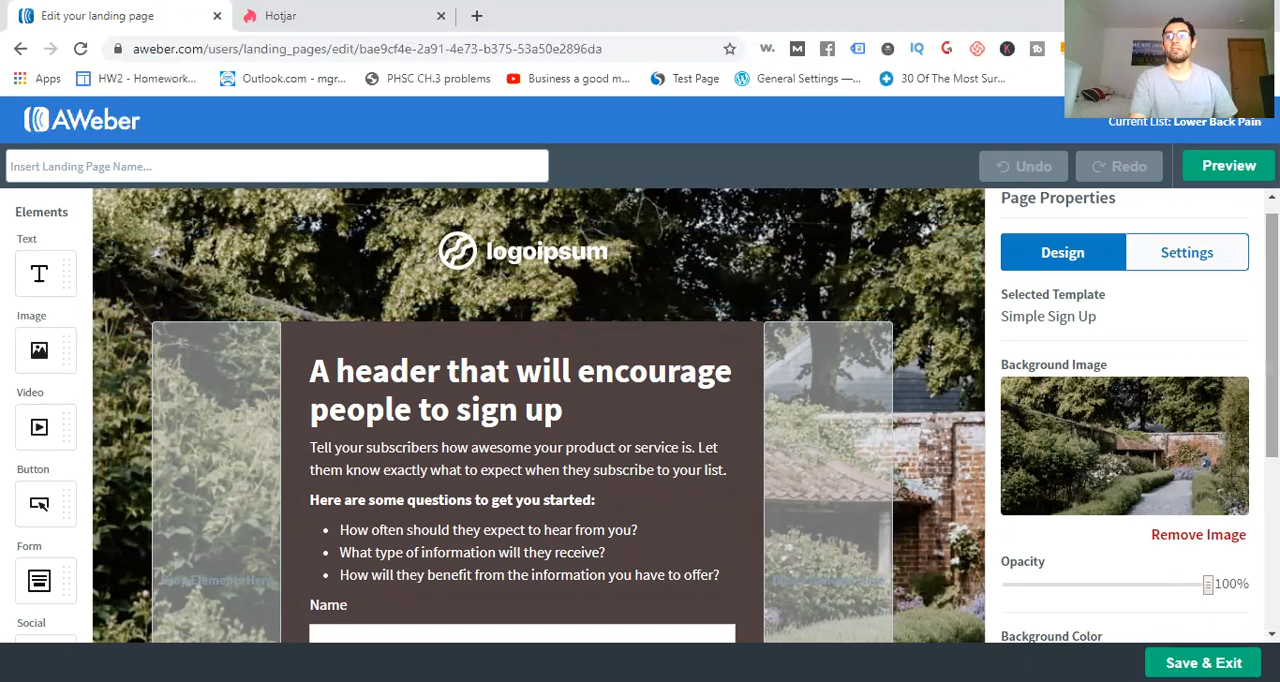 Edit your landing page
Hotjar
aweber.com/users/landing_pages/edit/bae9cf4e-2a91-4e73-b375-53a50e2896da
Apps
HW2 - Homework...
Outlook.com - mgr...
PHSC CH.3 problems
Business a good m...
Test Page
General Settings —...
30 Of The Most Sur...
AWeber
Current List: Lower Back Pain
Insert Landing Page Name...
Undo
Redo
Preview
Elements
Text
Image
Video
Button
Form
Social
logoipsum
A header that will encourage
people to sign up
Tell your subscribers how awesome your product or service is. Let
them know exactly what to expect when they subscribe to your list.
Here are some questions to get you started:
• How often should they expect to hear from you?
• What type of information will they receive?
• How will they benefit from the information you have to offer?
Drop Elements Here
Drop Elements Here
Name
Page Properties
Design
Settings
Selected Template
Simple Sign Up
Background Image
Remove Image
Opacity
100%
Background Color
Save & Exit